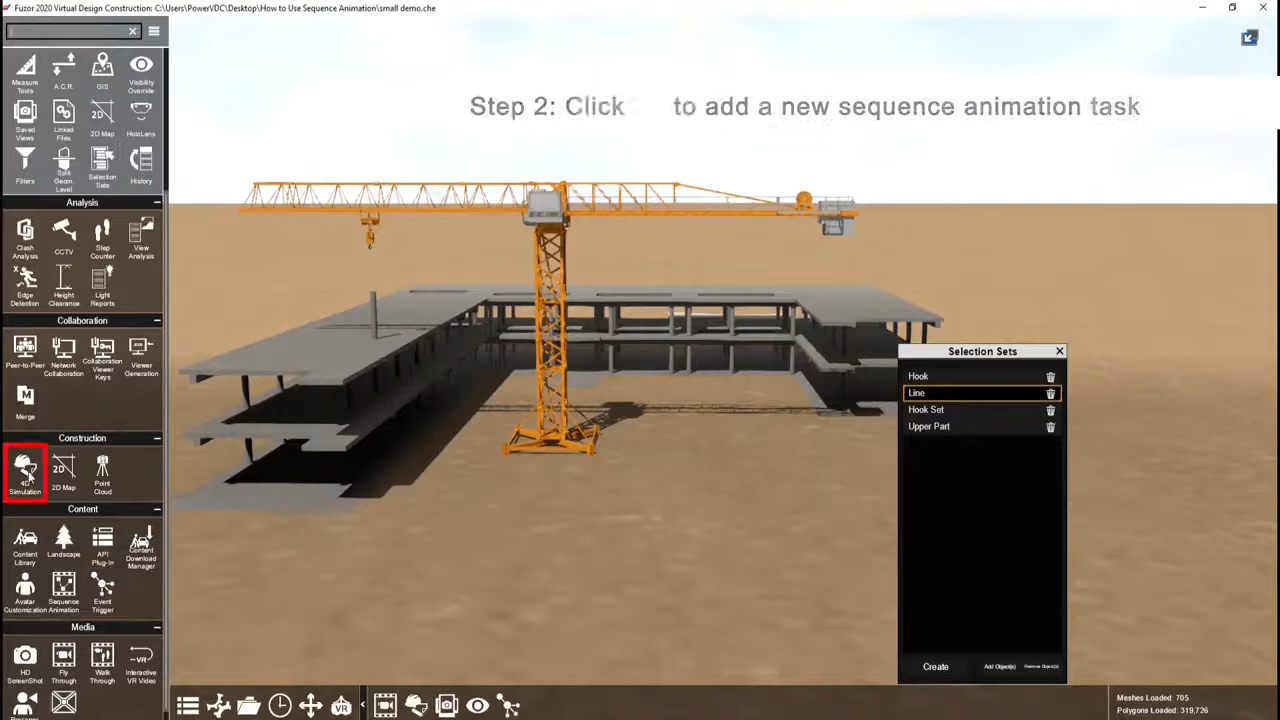 Fuzor 2020 Virtual Design Construction: C:\Users\PowerVDC\Desktop\How to Use Sequence Animation\small demo.che
Step 2: Click to add a new sequence animation task
Measure Tools
A.C.R.
GIS
Visibility Override
Saved Views
Linked Files
2D
2D Map
HoloLens
Filters
Split Geom. Level
Selection Sets
History
Analysis
Clash Analysis
CCTV
Step Counter
View Analysis
Edge Detection
Height Clearance
Light Reports
Collaboration
Peer-to-Peer
Network Collaboration
Collaboration Viewer Keys
Viewer Generation
Merge
Construction
4D Simulation
2D
2D Map
Point Cloud
Content
Content Library
Landscape
API Plug-In
Content Download Manager
Avatar Customization
Sequence Animation
Event Trigger
Media
HD ScreenShot
Fly Through
Walk Through
VR
Interactive VR Video
Selection Sets
Hook
Line
Hook Set
Upper Part
Create
Add Object(s)
Remove Object(s)
VR
Meshes Loaded: 705
Polygons Loaded: 319,726